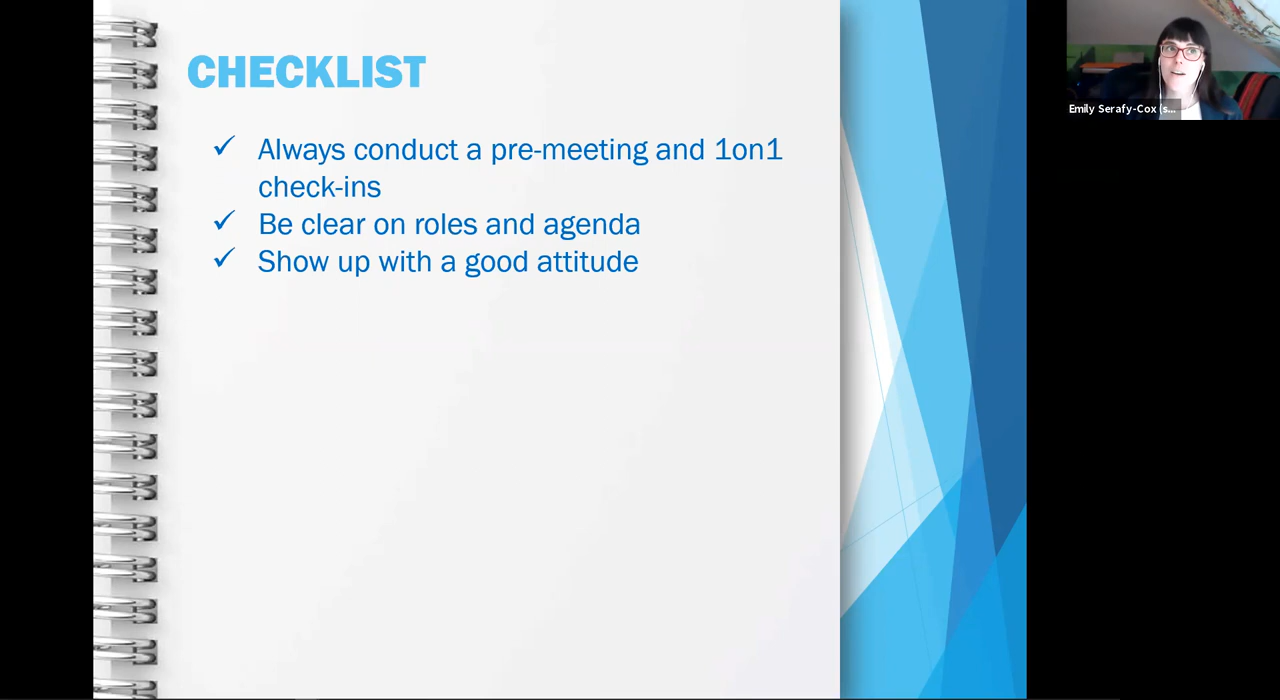 CHECKLIST
✓ Always conduct a pre-meeting and 1on1
check-ins
✓ Be clear on roles and agenda
✓ Show up with a good attitude
Emily Serafy-Cox (s...